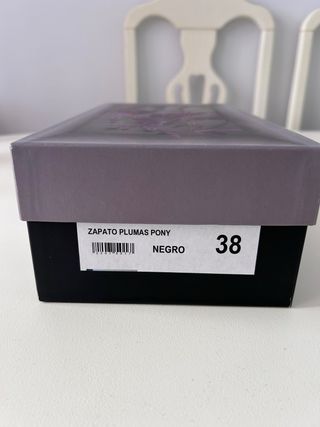 ZAPATO PLUMAS PONY
NEGRO 38